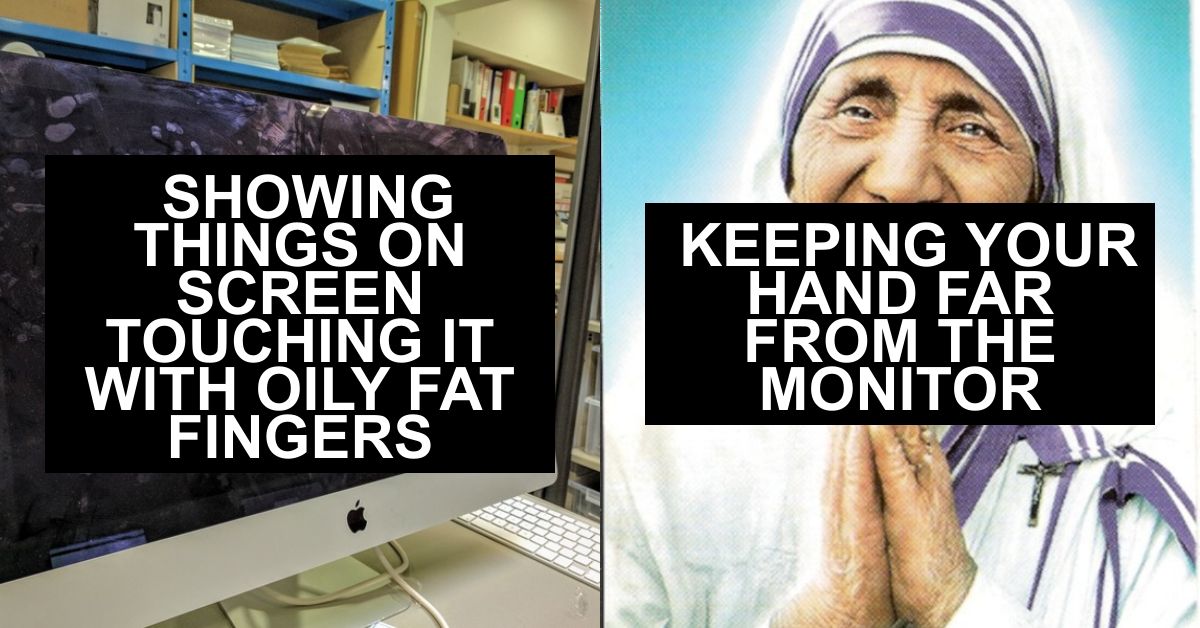 SHOWING
THINGS ON
SCREEN
TOUCHING IT
WITH OILY FAT
FINGERS
KEEPING YOUR
HAND FAR
FROM THE
MONITOR